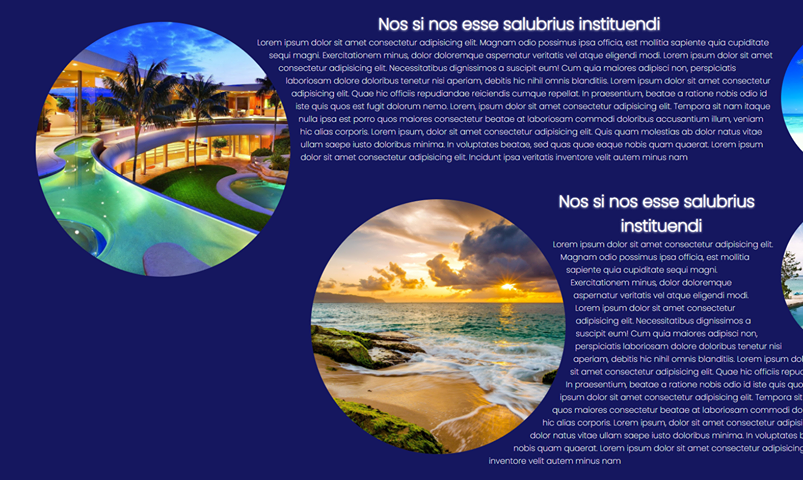 Nos si nos esse salubrius instituendi
Lorem ipsum dolor sit amet consectetur adipisicing elit. Magnam odio possimus ipsa officia, est mollitia sapiente quia cupiditate
sequi magni. Exercitationem minus, dolor doloremque aspernatur veritatis vel atque eligendi modi. Lorem ipsum dolor sit amet
consectetur adipisicing elit. Necessitatibus dignissimos a suscipit eum! Cum quia maiores adipisci non, perspiciatis
laboriosam dolore doloribus tenetur nisi aperiam, debitis hic nihil omnis blanditiis. Lorem ipsum dolor sit amet consectetur
adipisicing elit. Quae hic officiis repudiandae reiciendis cumque repellat. In praesentium, beatae a ratione nobis odio id
iste quis quos est fugit dolorum nemo. Lorem, ipsum dolor sit amet consectetur adipisicing elit. Tempora sit nam itaque
nulla ipsa est porro quos maiores consectetur beatae at laboriosam commodi doloribus accusantium illum, veniam
hic alias corporis. Lorem ipsum dolor sit amet consectetur adipisicing elit. Quis quam molestias ab dolor natus vitae
ullam saepe iusto doloribus minima. In voluptates beatae, sed quas quae eaque nobis quam quaerat. Lorem ipsum
dolor sit amet consectetur adipisicing elit. Incidunt ipsa veritatis inventore velit autem minus nam
Nos si nos esse salubrius
instituendi
Lorem ipsum dolor sit amet consectetur adipisicing elit.
Magnam odio possimus ipsa officia, est mollitia
sapiente quia cupiditate sequi magni.
Exercitationem minus, dolor doloremque
aspernatur veritatis vel atque eligendi modi.
Lorem ipsum dolor sit amet consectetur
adipisicing elit. Necessitatibus dignissimos a
suscipit eum! Cum quia maiores adipisci non,
perspiciatis laboriosam dolore doloribus tenetur nisi
aperiam, debitis hic nihil omnis blanditiis. Lorem ipsum dol
sit amet consectetur adipisicing elit. Quae hic officiis repud
In praesentium, beatae a ratione nobis odio id iste quis quo
ipsum dolor sit amet consectetur adipisicing elit. Tempora sit
quos maiores consectetur beatae at laboriosam commodi do
hic alias corporis. Lorem ipsum dolor sit amet consectetur adipisi
dolor natus vitae ullam saepe iusto doloribus minima. In voluptates b
nobis quam quaerat. Lorem ipsum dolor sit amet consectetur adipisicing
inventore velit autem minus nam